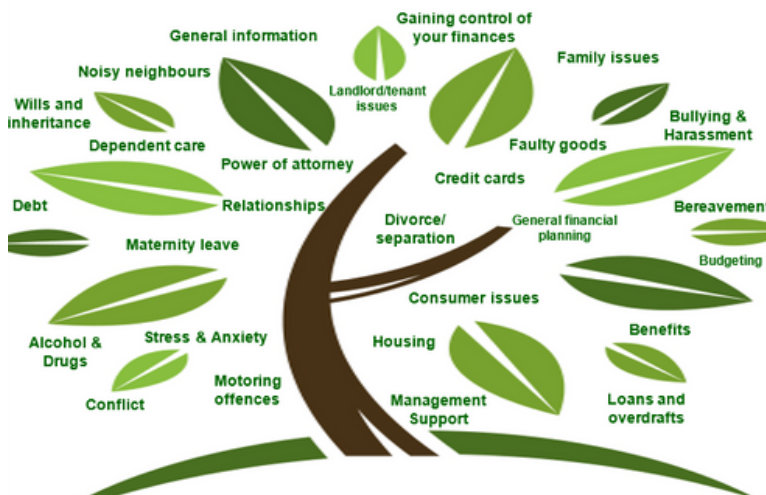 Gaining control of
your finances
General information
Family issues
Noisy neighbours
Landlord/tenant
issues
Wills and
inheritance
Bullying &
Harassment
Dependent care
Faulty goods
Power of attorney
Credit cards
Debt
Relationships
Divorce/
separation
General financial
planning
Bereavement
Maternity leave
Budgeting
Consumer issues
Alcohol &
Drugs
Stress & Anxiety
Housing
Benefits
Conflict
Motoring
offences
Management
Support
Loans and
overdrafts